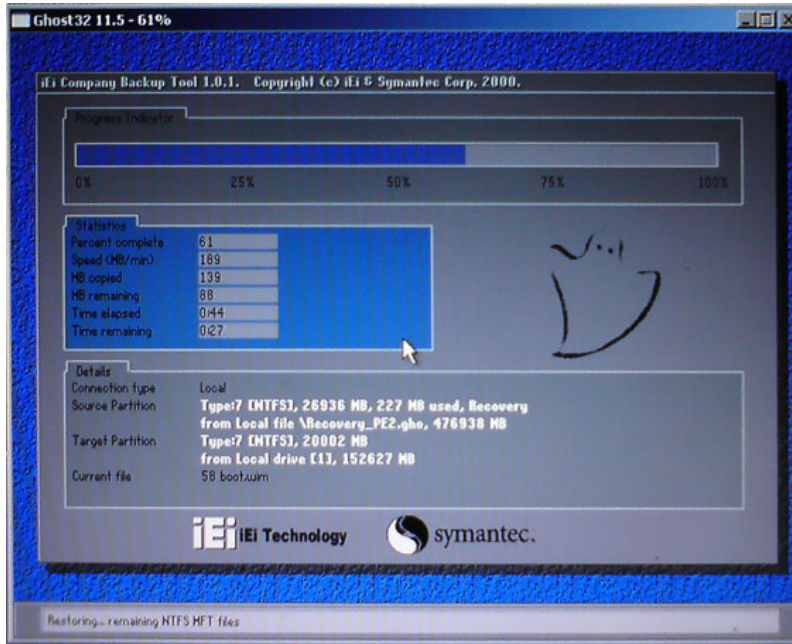 Ghost32 11.5 - 61%
iEi Company Backup Tool 1.0.1. Copyright (c) iEi & Symantec Corp. 2000.
Progress Indicator
0% 25% 50% 75% 100%
Statistics
Percent complete 61
Speed (MB/min) 189
MB copied 139
MB remaining 88
Time elapsed 0:44
Time remaining 0:27
Details
Connection type Local
Source Partition Type:7 [NTFS], 26936 MB, 227 MB used, Recovery
from Local file \Recovery_PE2.gho, 476938 MB
Target Partition Type:7 [NTFS], 20002 MB
from Local drive [1], 152627 MB
Current file 58 boot.wim
iEi iEi Technology symantec.
Restoring... remaining NTFS MFT files